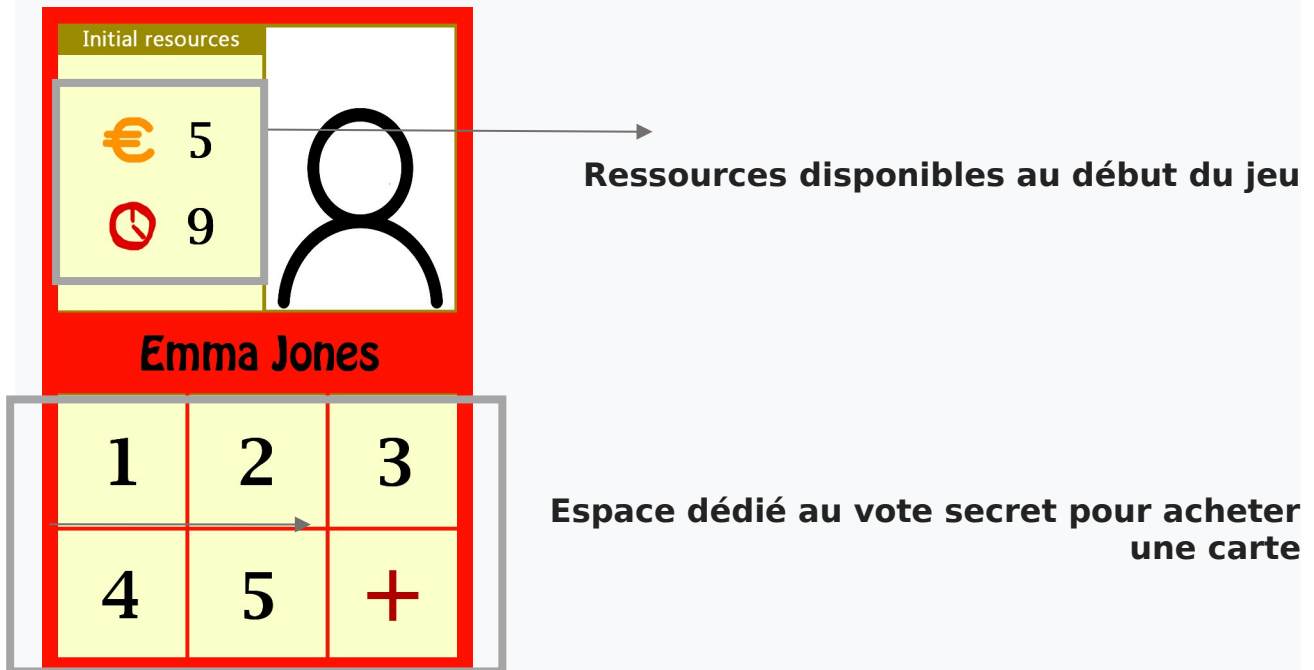 Initial resources
€ 5
9
Ressources disponibles au début du jeu
Emma Jones
1 2 3
Espace dédié au vote secret pour acheter
une carte
4 5 +